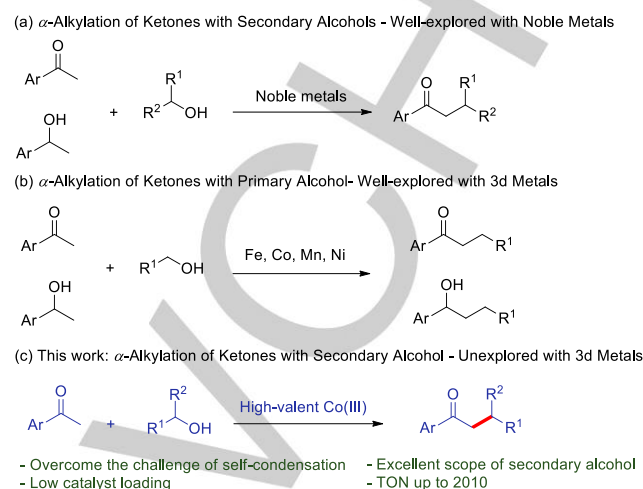 (a) α-Alkylation of Ketones with Secondary Alcohols - Well-explored with Noble Metals
O
Ar
OH
Ar
+
R¹
R² OH
Noble metals
O R¹
Ar R²
(b) α-Alkylation of Ketones with Primary Alcohol- Well-explored with 3d Metals
O
Ar
OH
Ar
+
R¹ OH
Fe, Co, Mn, Ni
O
Ar R¹
OH
Ar R¹
(c) This work: α-Alkylation of Ketones with Secondary Alcohol - Unexplored with 3d Metals
O
Ar
+
R²
R¹ OH
High-valent Co(III)
O R²
Ar R¹
- Overcome the challenge of self-condensation
- Low catalyst loading
- Excellent scope of secondary alcohol
- TON up to 2010
VCH